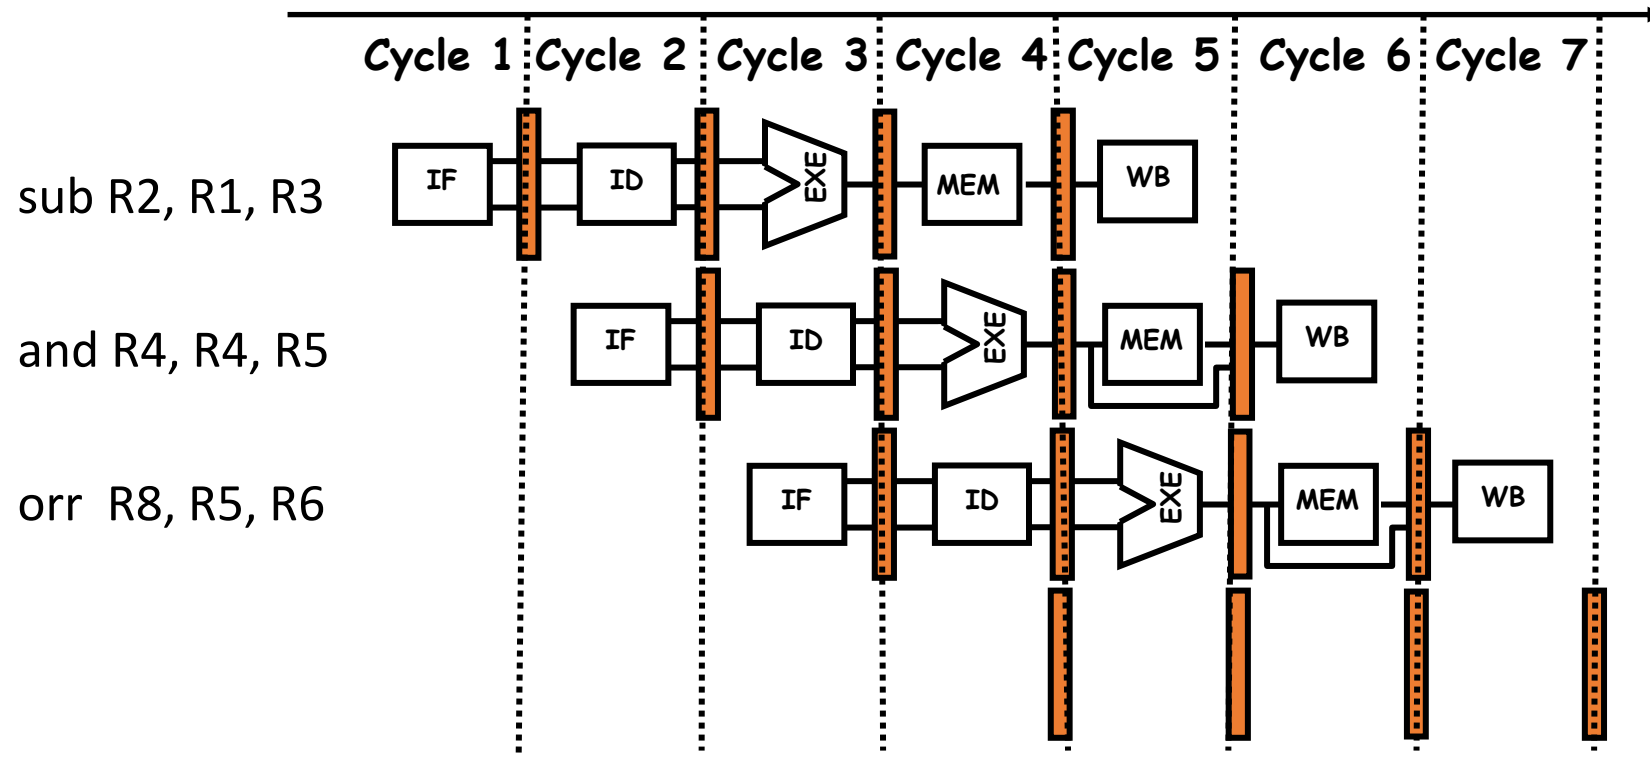 Cycle 1 Cycle 2 Cycle 3 Cycle 4 Cycle 5 Cycle 6 Cycle 7
sub R2, R1, R3 IF ID EXE MEM WB
and R4, R4, R5 IF ID EXE MEM WB
orr R8, R5, R6 IF ID EXE MEM WB